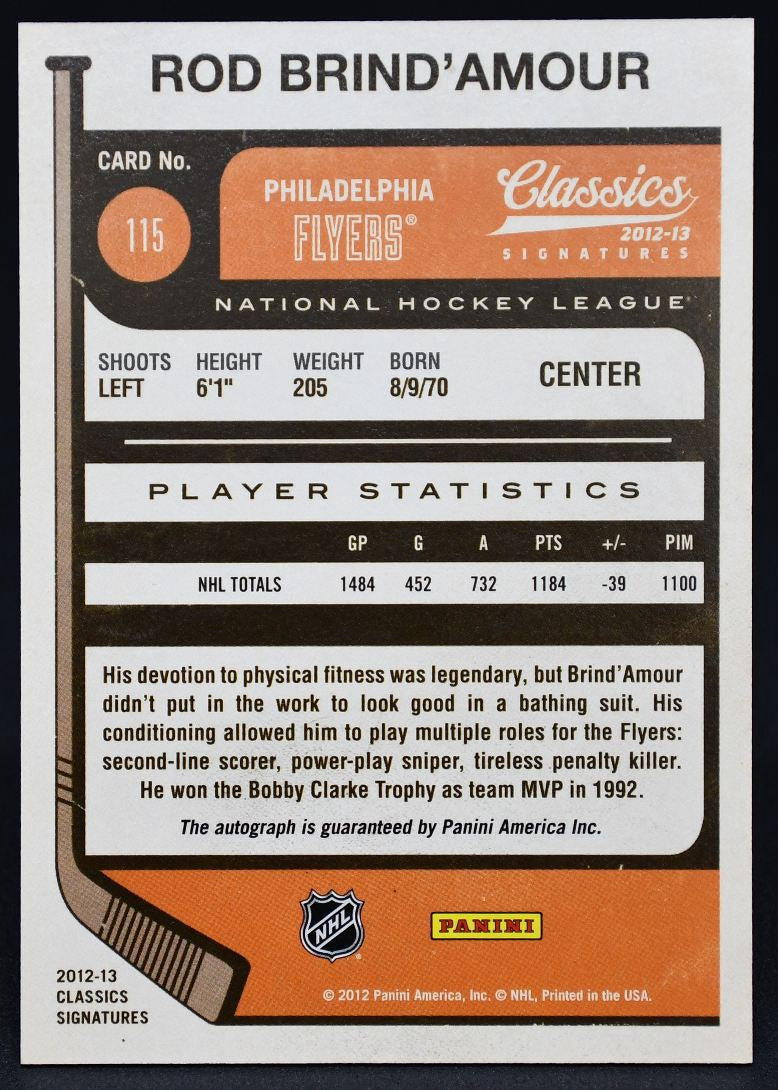 ROD BRIND'AMOUR
CARD No.
115
PHILADELPHIA
FLYERS®
Classics
2012-13
SIGNATURES
NATIONAL HOCKEY LEAGUE®
SHOOTS HEIGHT WEIGHT BORN
LEFT 6'1" 205 8/9/70
CENTER
PLAYER STATISTICS
GP G A PTS +/- PIM
NHL TOTALS 1484 452 732 1184 -39 1100
His devotion to physical fitness was legendary, but Brind'Amour
didn't put in the work to look good in a bathing suit. His
conditioning allowed him to play multiple roles for the Flyers:
second-line scorer, power-play sniper, tireless penalty killer.
He won the Bobby Clarke Trophy as team MVP in 1992.
The autograph is guaranteed by Panini America Inc.
NHL®
PANINI
2012-13
CLASSICS
SIGNATURES
© 2012 Panini America, Inc. © NHL, Printed in the USA.